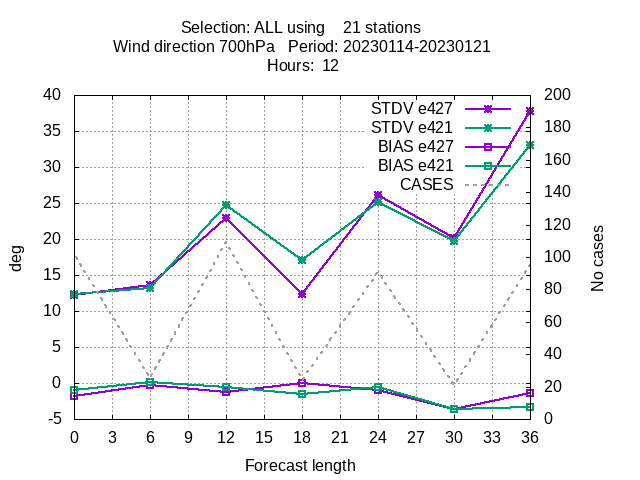 Selection: ALL using    21 stations
Wind direction 700hPa   Period: 20230114-20230121
Hours:  12
STDV e427
STDV e421
BIAS e427
BIAS e421
CASES
40
35
30
25
20
15
10
5
0
-5
200
180
160
140
120
100
80
60
40
20
0
deg
No cases
0 3 6 9 12 15 18 21 24 27 30 33 36
Forecast length